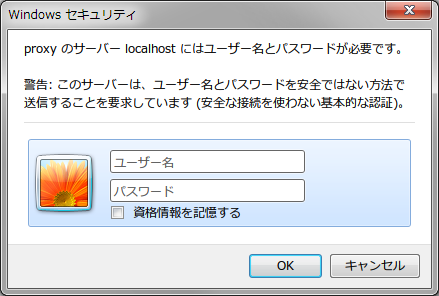 Windows セキュリティ
proxy のサーバー localhost にはユーザー名とパスワードが必要です。
警告: このサーバーは、ユーザー名とパスワードを安全ではない方法で
送信することを要求しています (安全な接続を使わない基本的な認証)。
ユーザー名
パスワード
資格情報を記憶する
OK
キャンセル